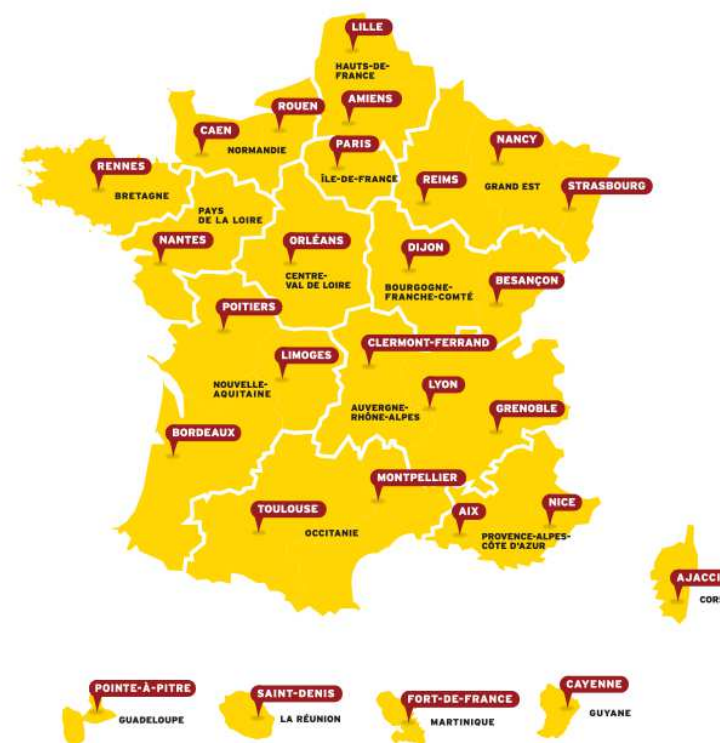 LILLE
HAUTS-DE-
FRANCE
AMIENS
ROUEN
CAEN
NORMANDIE
PARIS
ÎLE-DE-FRANCE
NANCY
REIMS
GRAND EST
STRASBOURG
RENNES
BRETAGNE
PAYS
DE LA LOIRE
NANTES
ORLÉANS
CENTRE-
VAL DE LOIRE
DIJON
BOURGOGNE-
FRANCHE-COMTÉ
BESANÇON
POITIERS
LIMOGES
NOUVELLE-
AQUITAINE
CLERMONT-FERRAND
LYON
AUVERGNE-
RHÔNE-ALPES
GRENOBLE
BORDEAUX
MONTPELLIER
TOULOUSE
OCCITANIE
AIX
NICE
PROVENCE-ALPES-
CÔTE D'AZUR
AJACCI
CORS
POINTE-À-PITRE
GUADELOUPE
SAINT-DENIS
LA RÉUNION
FORT-DE-FRANCE
MARTINIQUE
CAYENNE
GUYANE